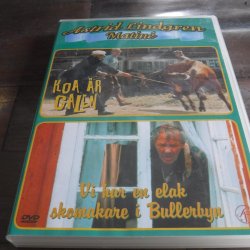 Astrid Lindgren
Matiné
KOA ÄR
GALEN
Vi har en elak
skomakare i Bullerbyn
DVD